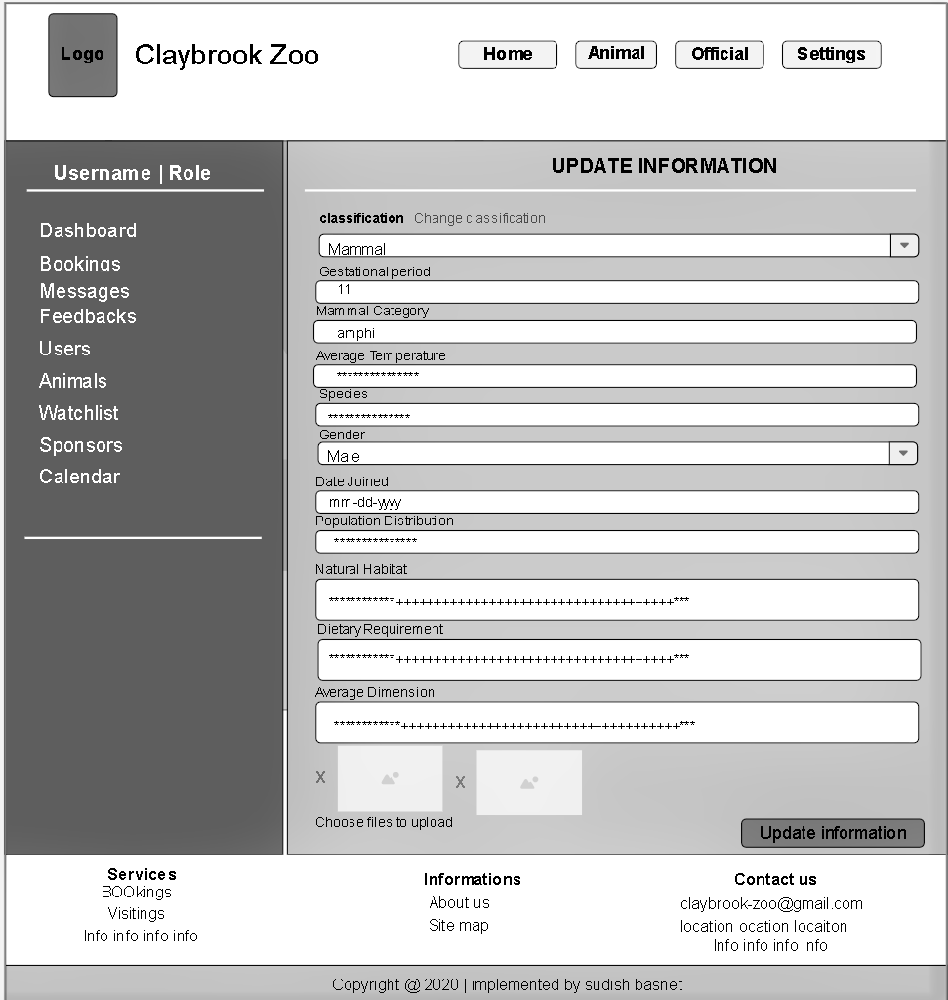 Logo
Claybrook Zoo
Home
Animal
Official
Settings
Username | Role
Dashboard
Bookings
Messages
Feedbacks
Users
Animals
Watchlist
Sponsors
Calendar
UPDATE INFORMATION
classification Change classification
Mammal
Gestational period
11
Mammal Category
amphi
Average Temperature
***************
Species
***************
Gender
Male
Date Joined
mm-dd-yyyy
Population Distribution
***************
Natural Habitat
************++++++++++++++++++++++++++++++++++++***
Dietary Requirement
************++++++++++++++++++++++++++++++++++++***
Average Dimension
************++++++++++++++++++++++++++++++++++++***
X
X
Choose files to upload
Update information
Services
BOOkings
Visitings
Info info info info
Informations
About us
Site map
Contact us
claybrook-zoo@gmail.com
location ocation locaiton
Info info info info
Copyright @ 2020 | implemented by sudish basnet